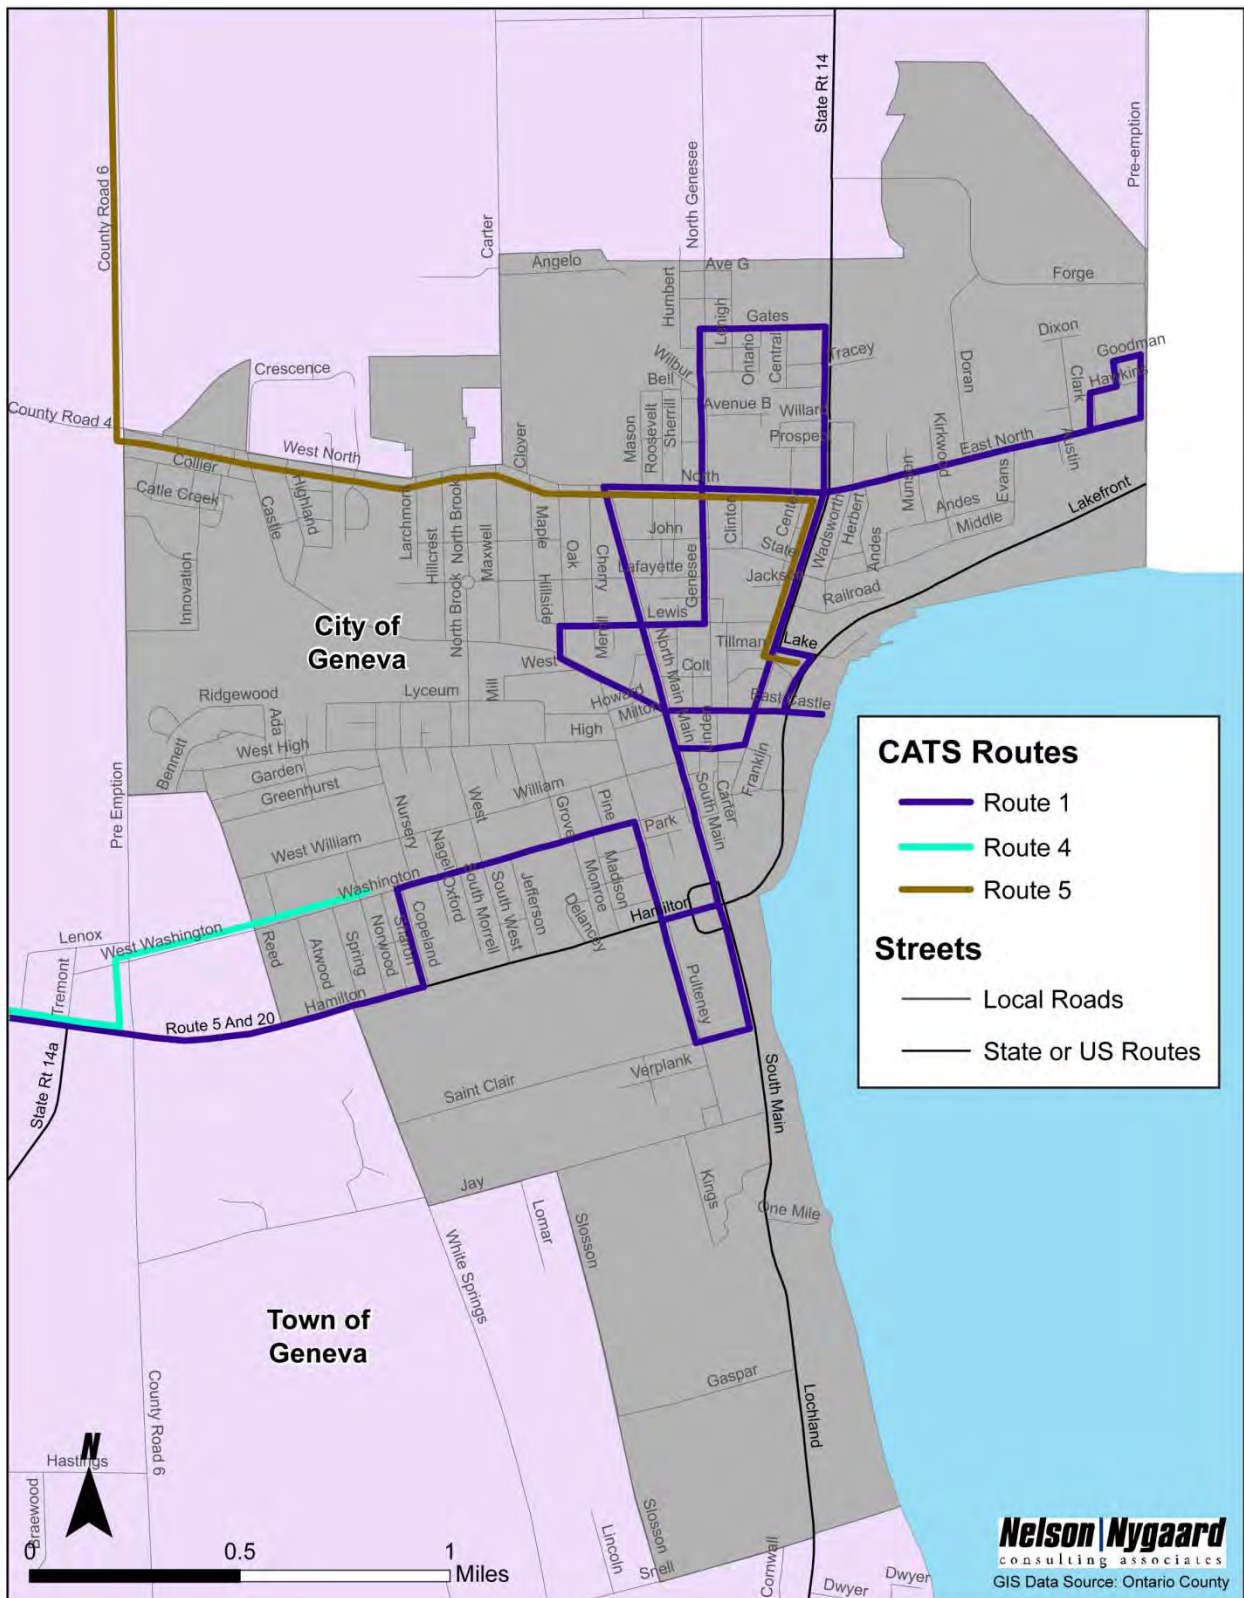 State Rt 14
Pre-emption
County Road 6
North Genesee
Carter
Angelo
Ave G
Humbert
Lehigh
Forge
Gates
Dixon
Goodman
Ontario
Central
Tracey
Wilbur
Hawkins
Crescence
Bell
Doran
Clark
Avenue B
Willard
County Road 4
Mason
Roosevelt
Sherrill
Prospect
Kirkwood
East North
Austin
West North
Clover
Collier
North
Evans
Catle Creek
Highland
Castle
Larchmont
Hillcrest
North Brook
Maxwell
Maple
Oak
Cherry
John
Clinton
Center
State
Wadsworth
Herbert
Andes
Munson
Andes
Middle
Lakefront
Innovation
North Brook
Hillside
Lafayette
Genesee
Jackson
Railroad
Lewis
City of
Geneva
Merrill
Tillman
Lake
West
North Main
Colt
Ridgewood
Ada
Lyceum
Mill
Howard
Milton
East Castle
High
Main
Linden
Bennett
West High
Garden
Greenhurst
Pre Emption
Franklin
Carter
South Main
Nursery
West
William
Grove
Pine
Park
West William
Washington
Nagel
Oxford
South Morrell
South West
Jefferson
Madison
Monroe
Delancey
Hamilton
Copeland
Sharon
Norwood
Spring
Atwood
Reed
Lenox
West Washington
Tremont
Hamilton
Route 5 And 20
Pulteney
State Rt 14a
Saint Clair
Verplank
South Main
Jay
Kings
One Mile
Lomar
Slosson
White Springs
Town of
Geneva
Gaspar
Lochland
County Road 6
Hastings
Braewood
Lincoln
Slosson
Snell
Cornwall
Dwyer
Dwyer
CATS Routes
Route 1
Route 4
Route 5
Streets
Local Roads
State or US Routes
N
0 0.5 1 Miles
Nelson|Nygaard
consulting associates
GIS Data Source: Ontario County